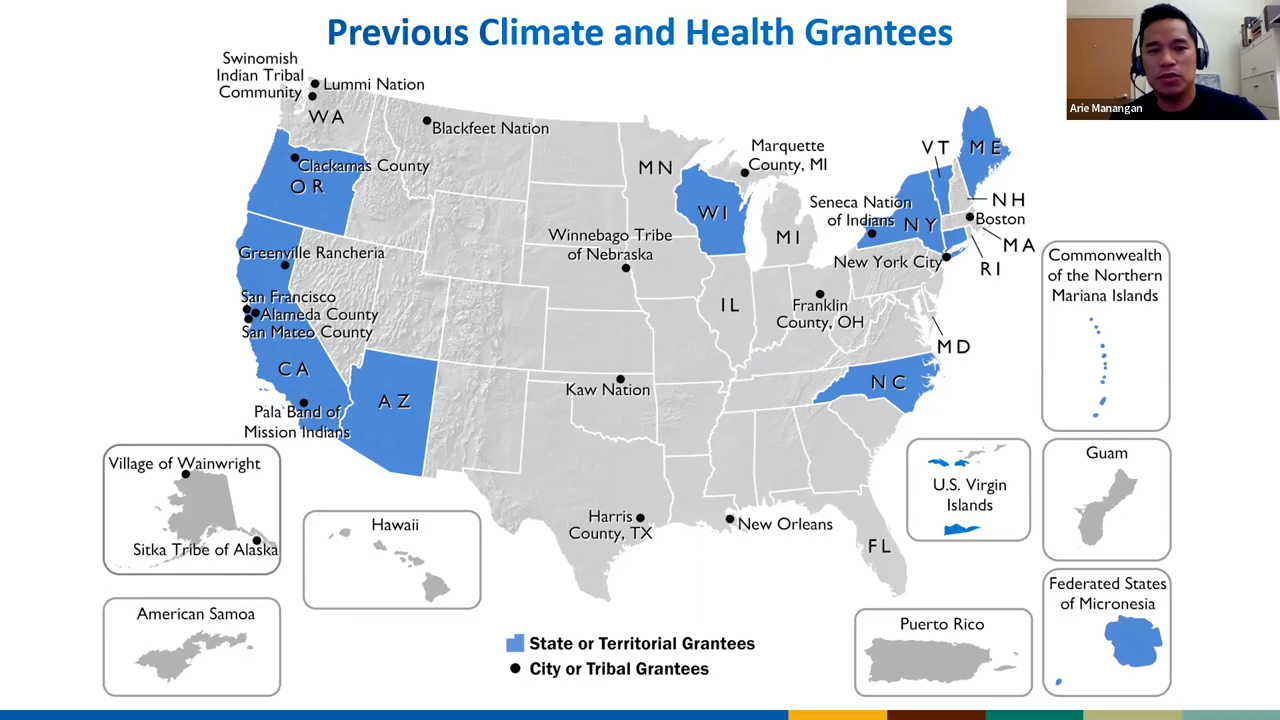 Previous Climate and Health Grantees
Arie Manangan
Swinomish
Indian Tribal
Community
Lummi Nation
WA
Blackfeet Nation
Clackamas County
OR
MN
Marquette
County, MI
VT
ME
WI
Seneca Nation
of Indians
NY
NH
Boston
MA
RI
MI
Winnebago Tribe
of Nebraska
New York City
Greenville Rancheria
San Francisco
Alameda County
San Mateo County
IL
Franklin
County, OH
MD
CA
AZ
Kaw Nation
NC
Pala Band of
Mission Indians
Commonwealth
of the Northern
Mariana Islands
Village of Wainwright
Sitka Tribe of Alaska
Hawaii
Harris
County, TX
New Orleans
FL
U.S. Virgin
Islands
Guam
American Samoa
Puerto Rico
Federated States
of Micronesia
State or Territorial Grantees
City or Tribal Grantees